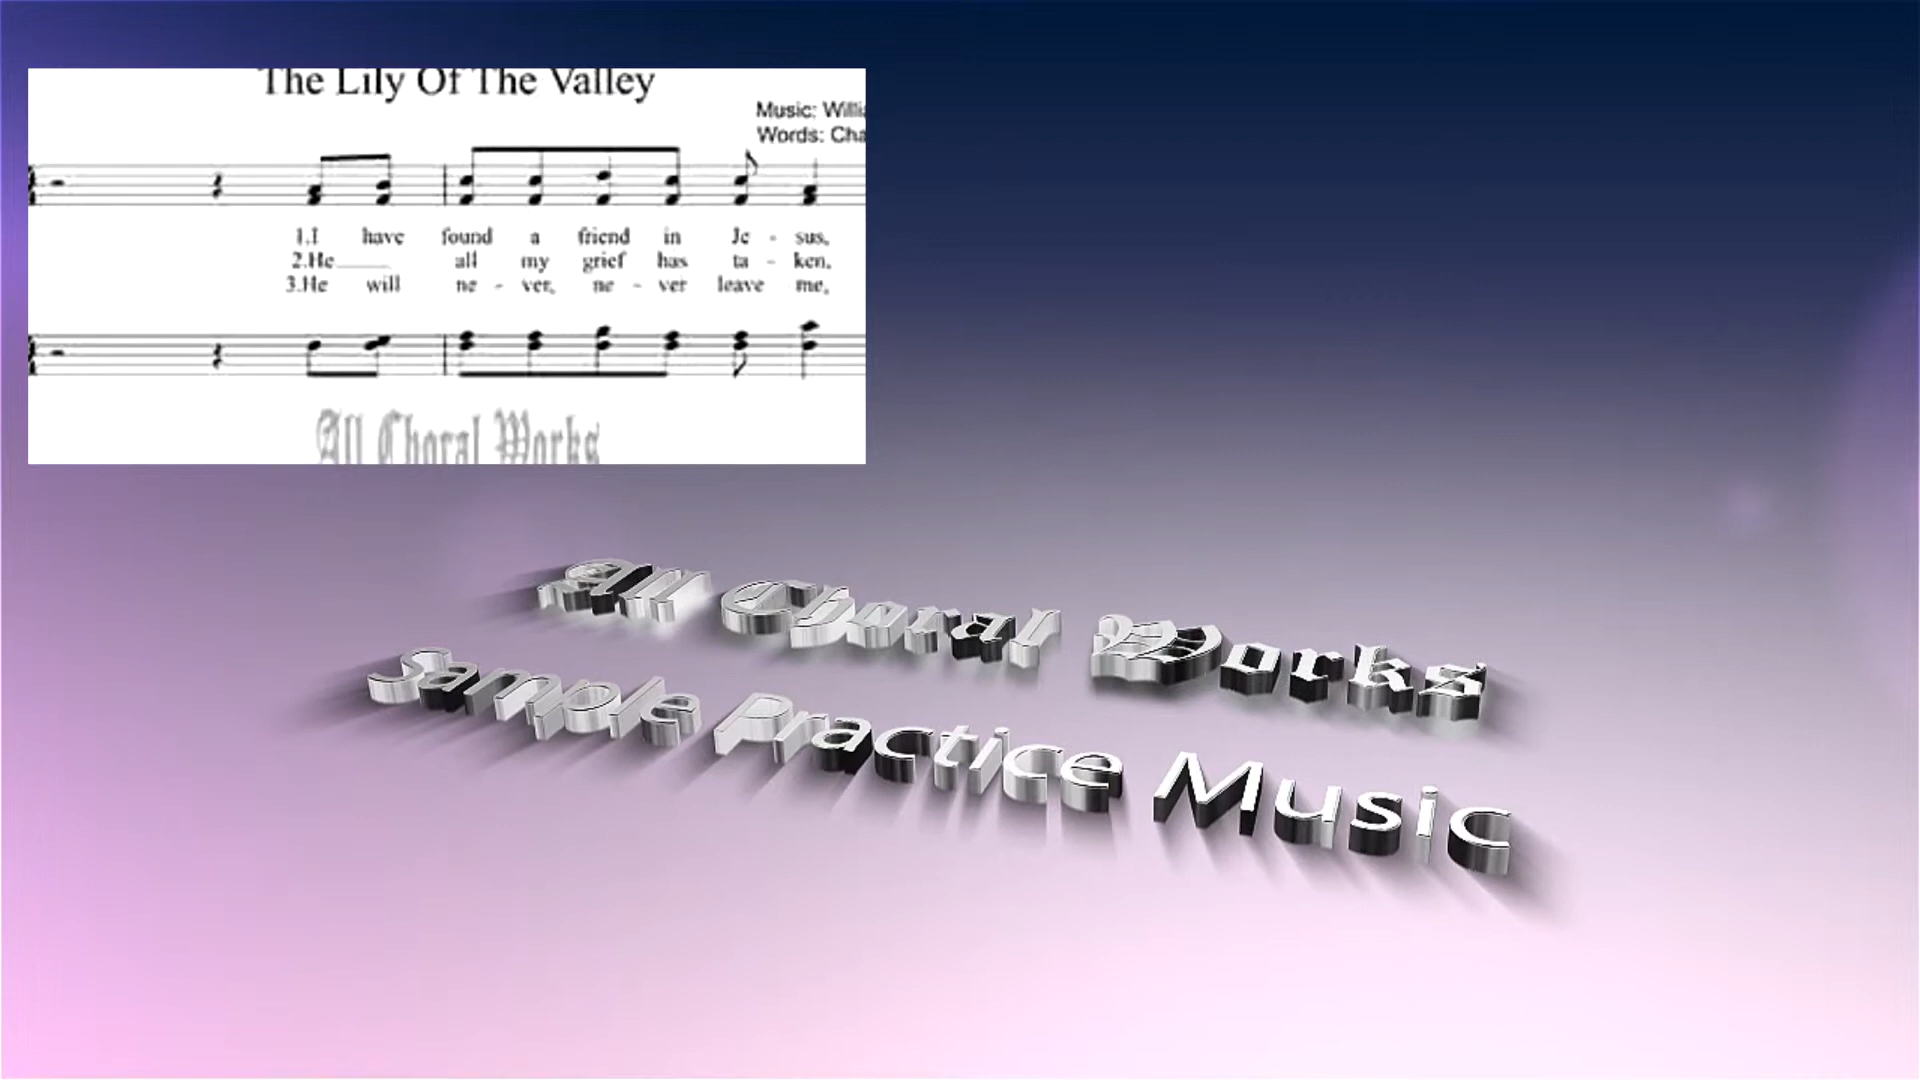 The Lily Of The Valley
Music: Willia
Words: Cha
1.I have found a friend in Je - sus,
2.He____ all my grief has ta - ken,
3.He will ne - ver, ne - ver leave me,
All Choral Works
All Choral Works
Sample Practice Music